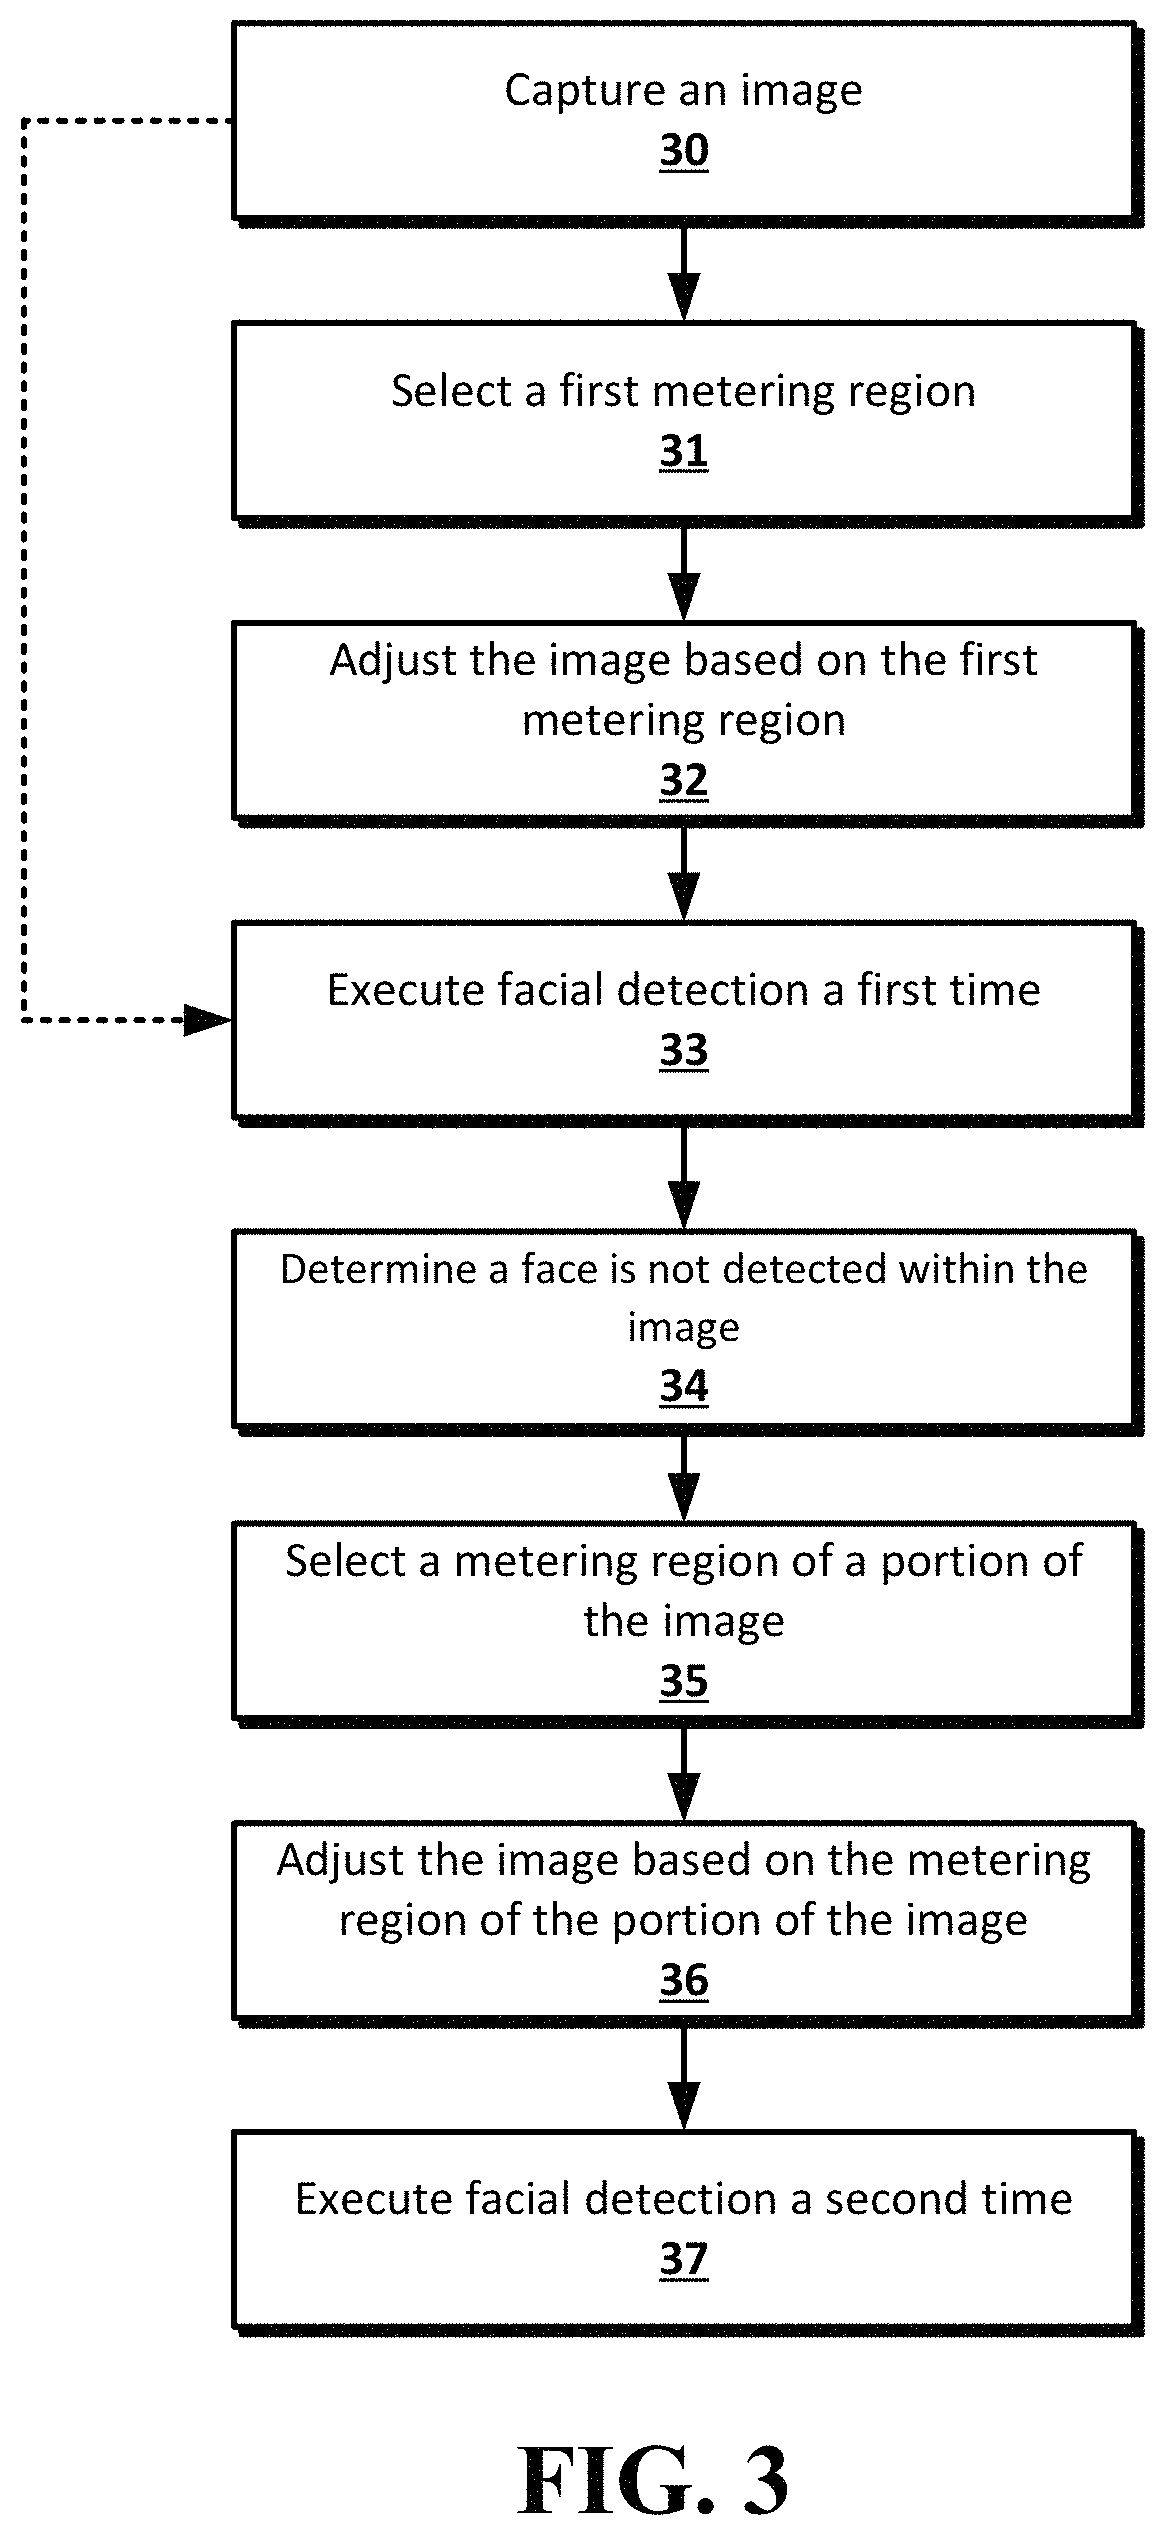 Capture an image
30
Select a first metering region
31
Adjust the image based on the first
metering region
32
Execute facial detection a first time
33
Determine a face is not detected within the
image
34
Select a metering region of a portion of
the image
35
Adjust the image based on the metering
region of the portion of the image
36
Execute facial detection a second time
37
FIG. 3